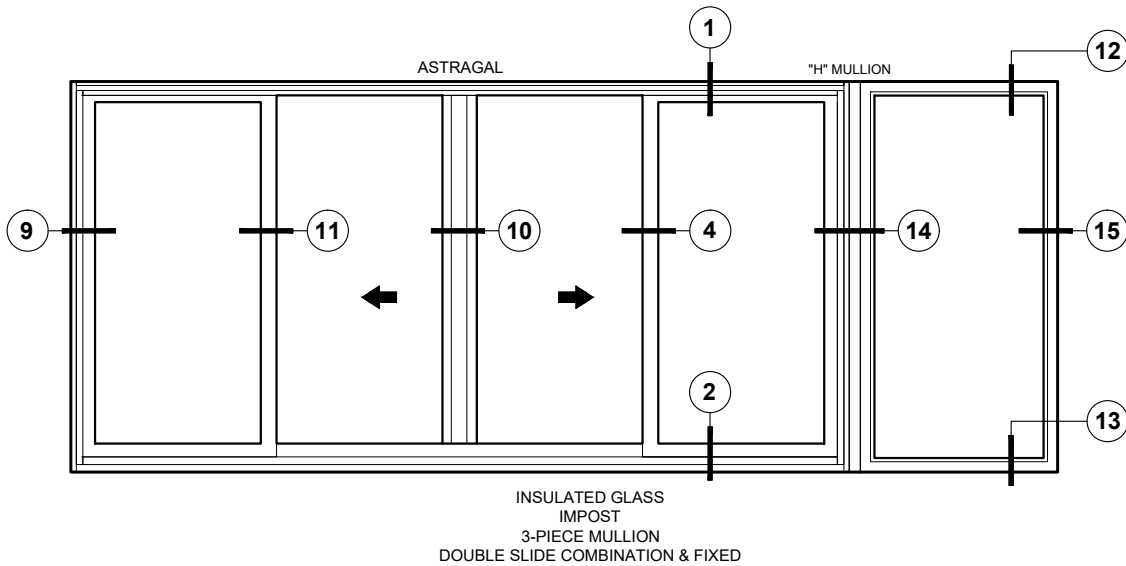 1
12
ASTRAGAL
"H" MULLION
9
11
10
4
14
15
2
13
INSULATED GLASS
IMPOST
3-PIECE MULLION
DOUBLE SLIDE COMBINATION & FIXED